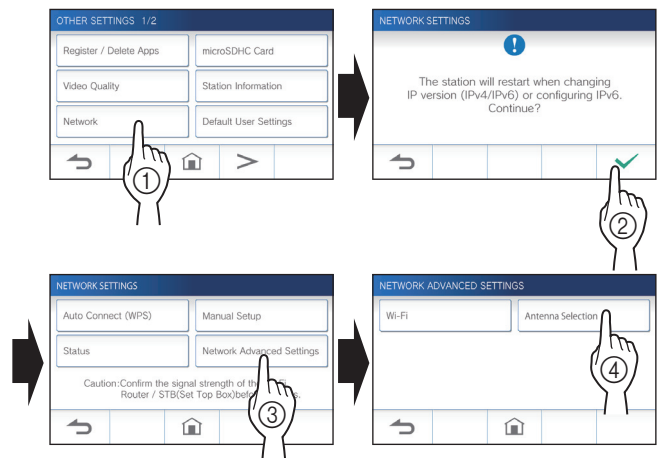 OTHER SETTINGS 1/2
Register / Delete Apps
microSDHC Card
Video Quality
Station Information
Network
Default User Settings
1
NETWORK SETTINGS
The station will restart when changing
IP version (IPv4/IPv6) or configuring IPv6.
Continue?
2
NETWORK SETTINGS
Auto Connect (WPS)
Manual Setup
Status
Network Advanced Settings
Caution:Confirm the signal strength of the
Router / STB(Set Top Box)
3
NETWORK ADVANCED SETTINGS
Wi-Fi
Antenna Selection
4